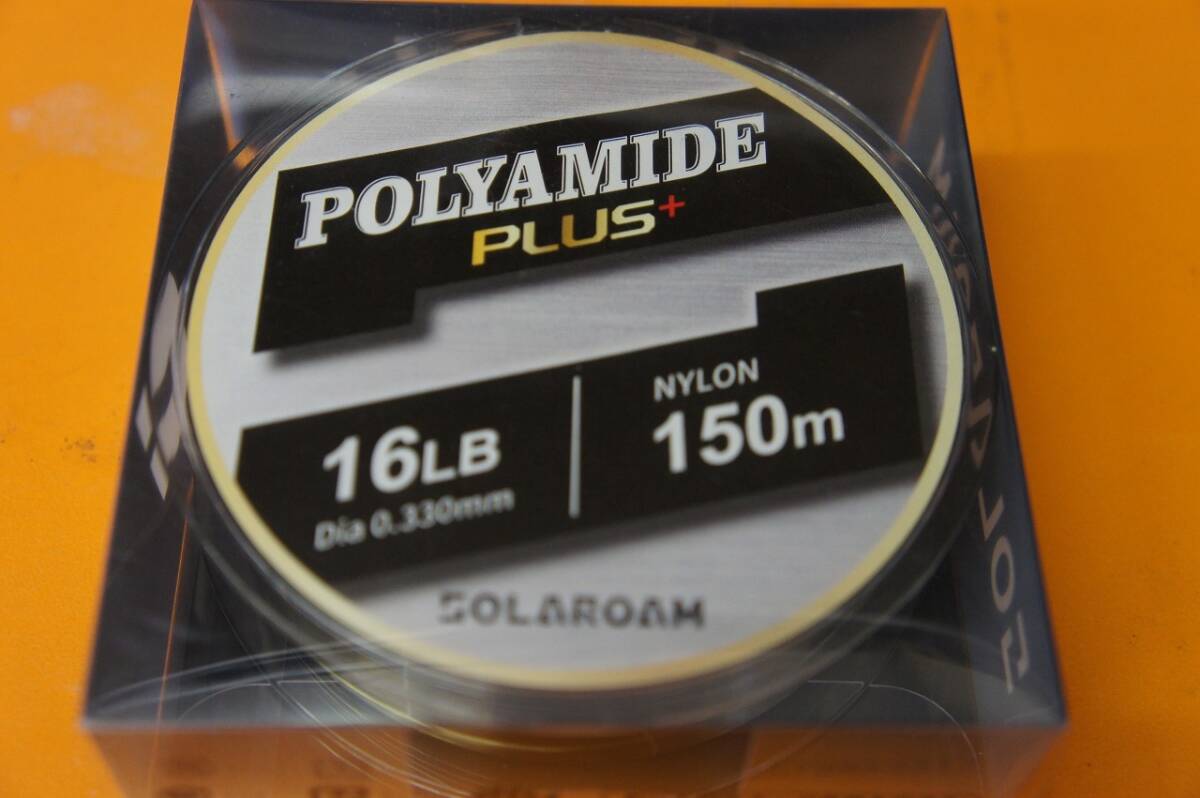 POLYAMIDE
PLUS+
16LB
Dia 0.330mm
NYLON
150m
SOLAROAM